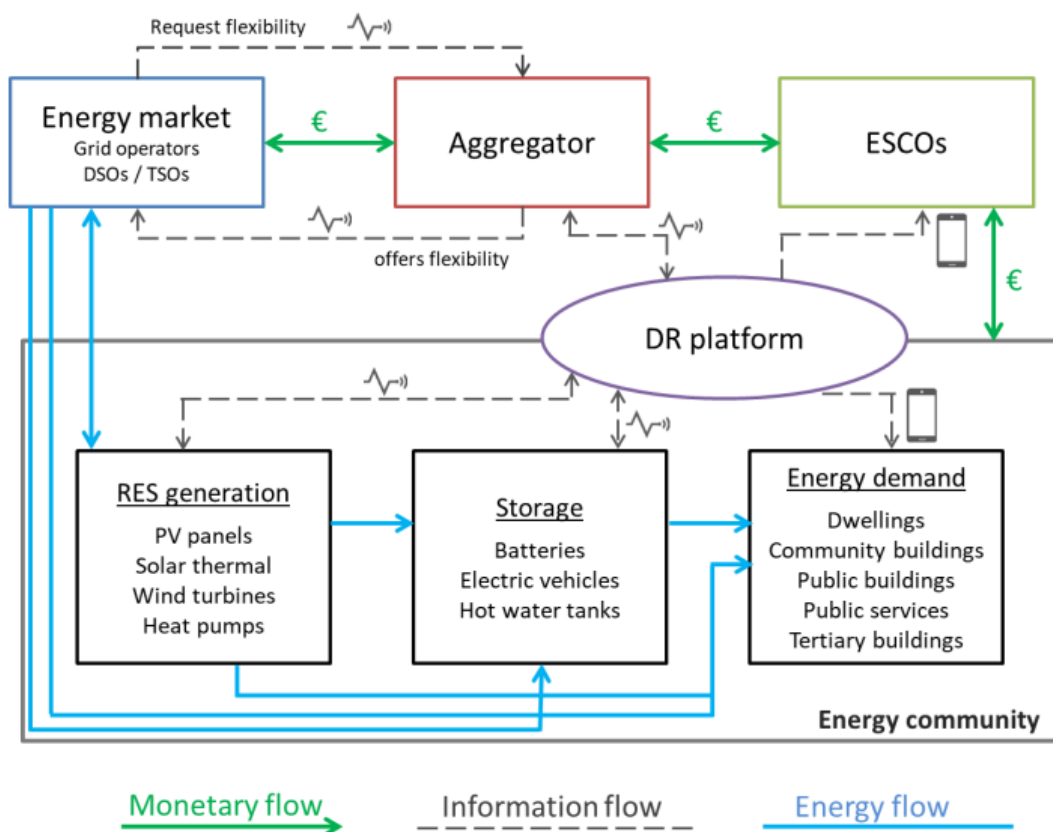 Request flexibility
Energy market
Grid operators
DSOs / TSOs
€
Aggregator
€
ESCOs
offers flexibility
€
DR platform
RES generation
PV panels
Solar thermal
Wind turbines
Heat pumps
Storage
Batteries
Electric vehicles
Hot water tanks
Energy demand
Dwellings
Community buildings
Public buildings
Public services
Tertiary buildings
Energy community
Monetary flow
Information flow
Energy flow